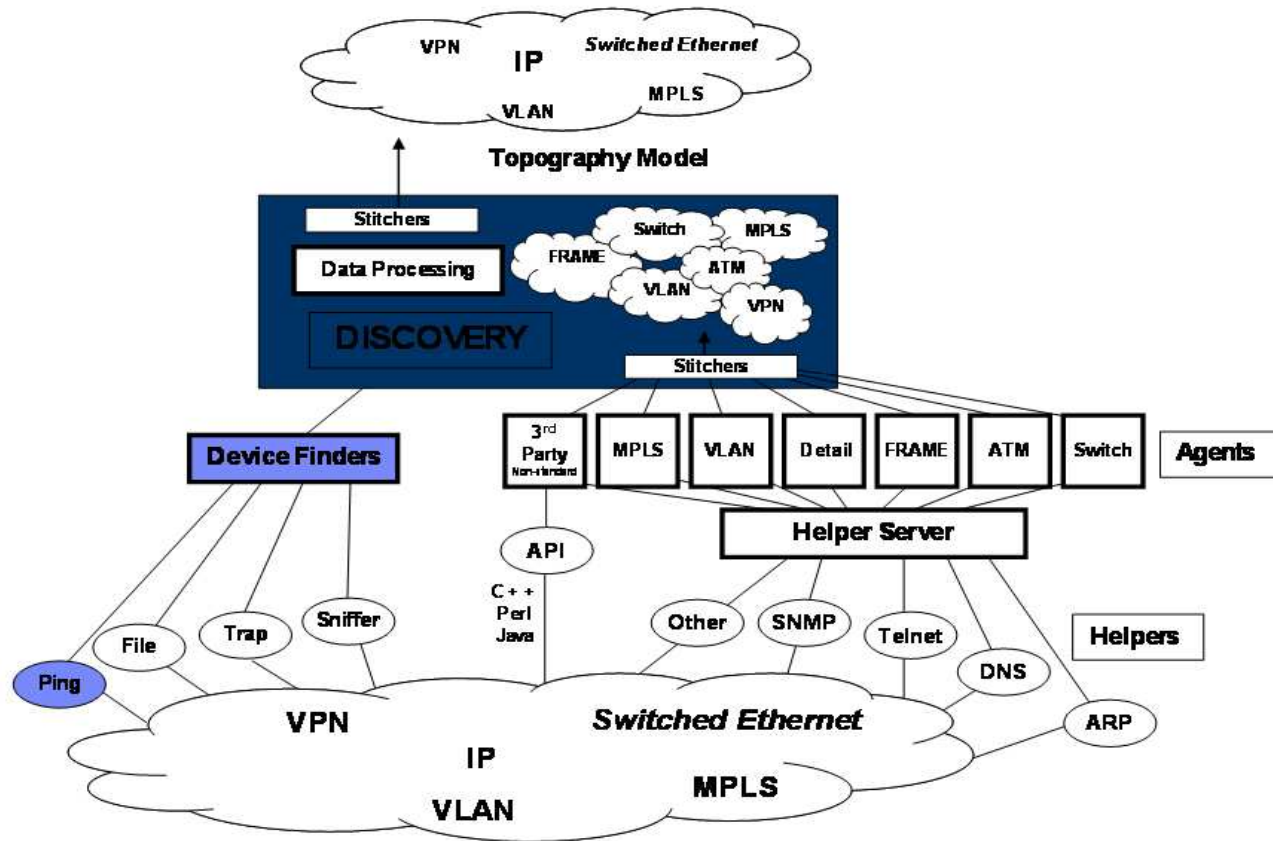 VPN
Switched Ethernet
IP
MPLS
VLAN
Topography Model
Stitchers
Data Processing
Switch
MPLS
FRAME
ATM
VLAN
VPN
DISCOVERY
Stitchers
Device Finders
3rd
Party
Non-standard
MPLS
VLAN
Detail
FRAME
ATM
Switch
Agents
Helper Server
API
C++
Perl
Java
Ping
File
Trap
Sniffer
Other
SNMP
Telnet
DNS
ARP
Helpers
VPN
Switched Ethernet
IP
MPLS
VLAN